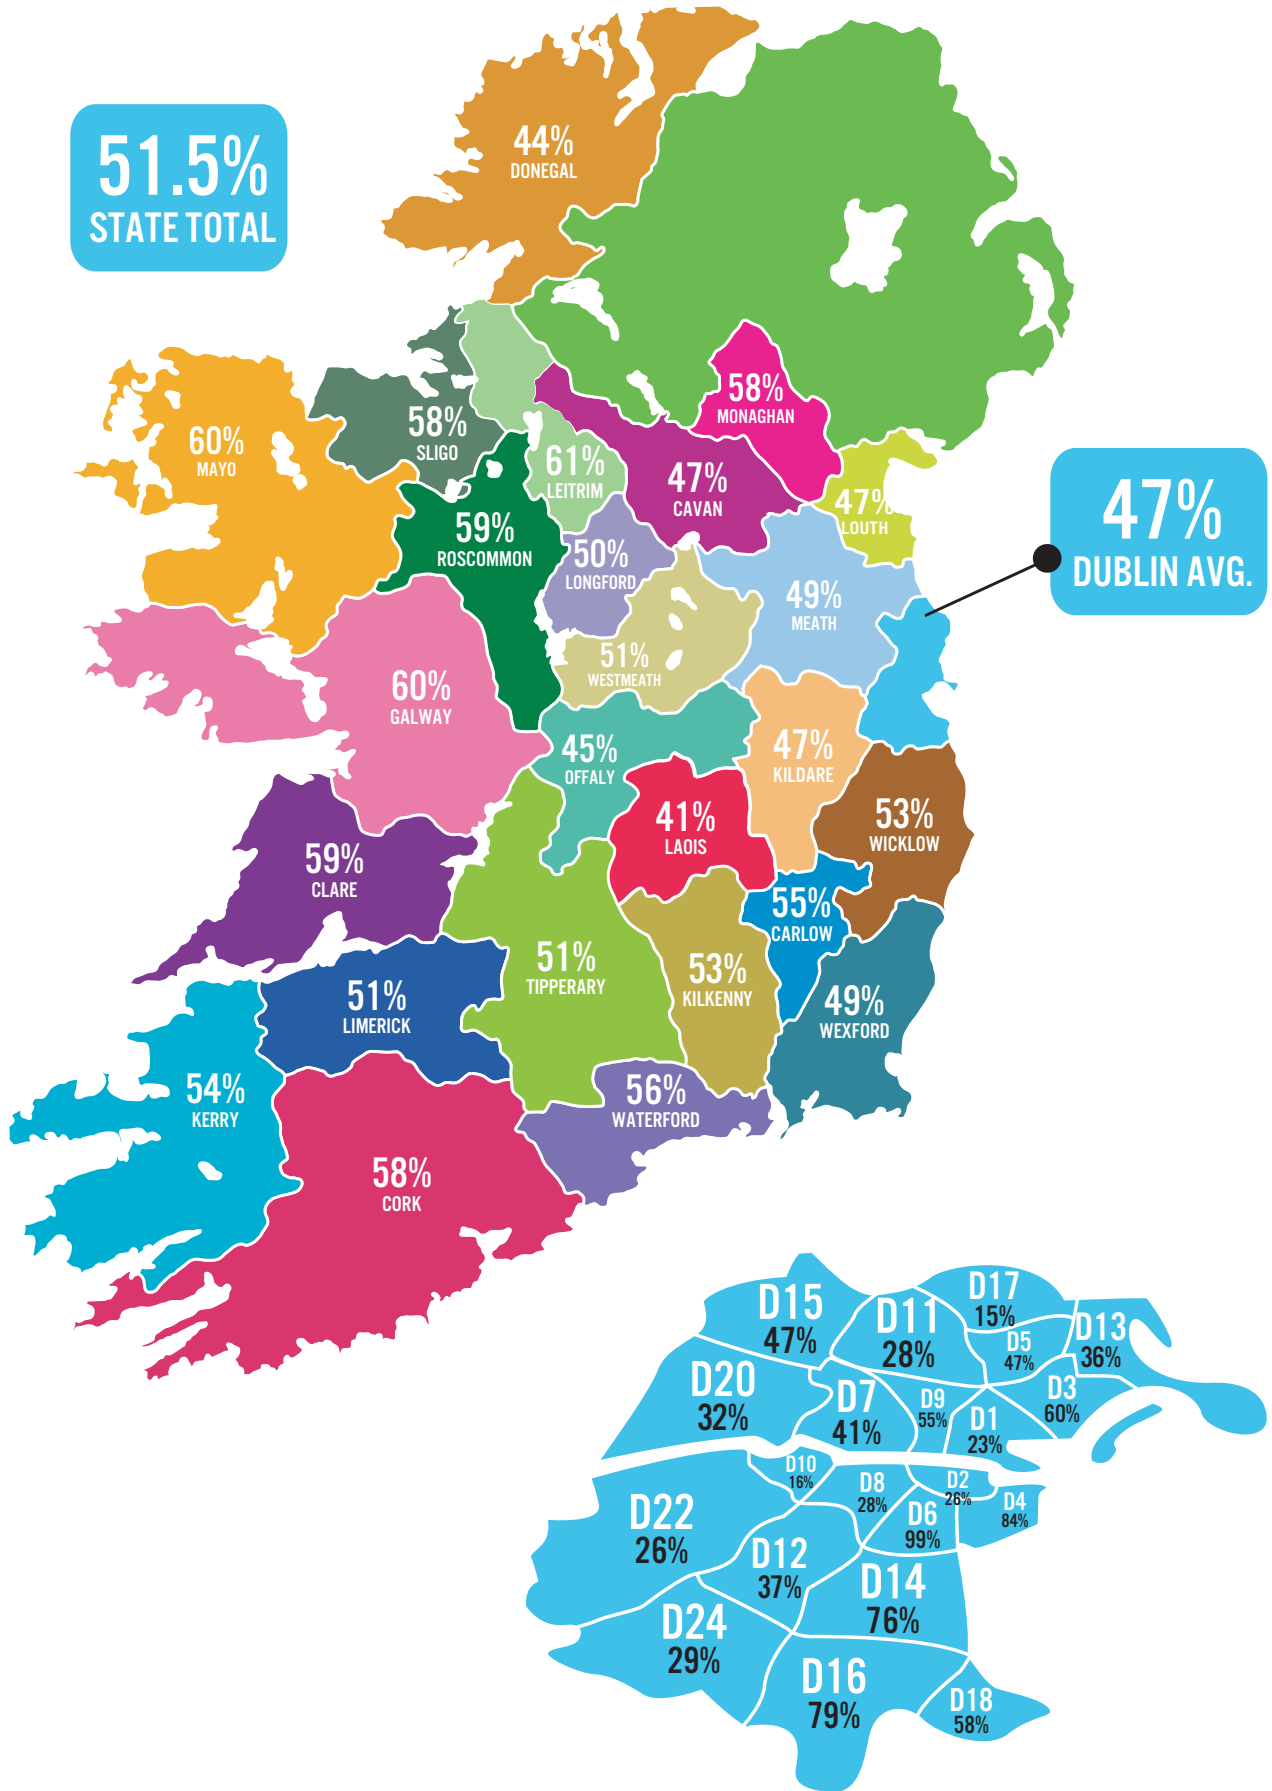 51.5%
STATE TOTAL
44%
DONEGAL
58%
MONAGHAN
58%
SLIGO
60%
MAYO
61%
LEITRIM
47%
CAVAN
47%
LOUTH
47%
DUBLIN AVG.
59%
ROSCOMMON
50%
LONGFORD
49%
MEATH
51%
WESTMEATH
60%
GALWAY
45%
OFFALY
47%
KILDARE
41%
LAOIS
53%
WICKLOW
59%
CLARE
55%
CARLOW
51%
TIPPERARY
53%
KILKENNY
51%
LIMERICK
49%
WEXFORD
54%
KERRY
56%
WATERFORD
58%
CORK
D17
15%
D15
47%
D11
28%
D13
36%
D5
47%
D20
32%
D7
41%
D9
55%
D3
60%
D1
23%
D10
16%
D8
28%
D2
26%
D4
84%
D22
26%
D6
99%
D12
37%
D14
76%
D24
29%
D16
79%
D18
58%